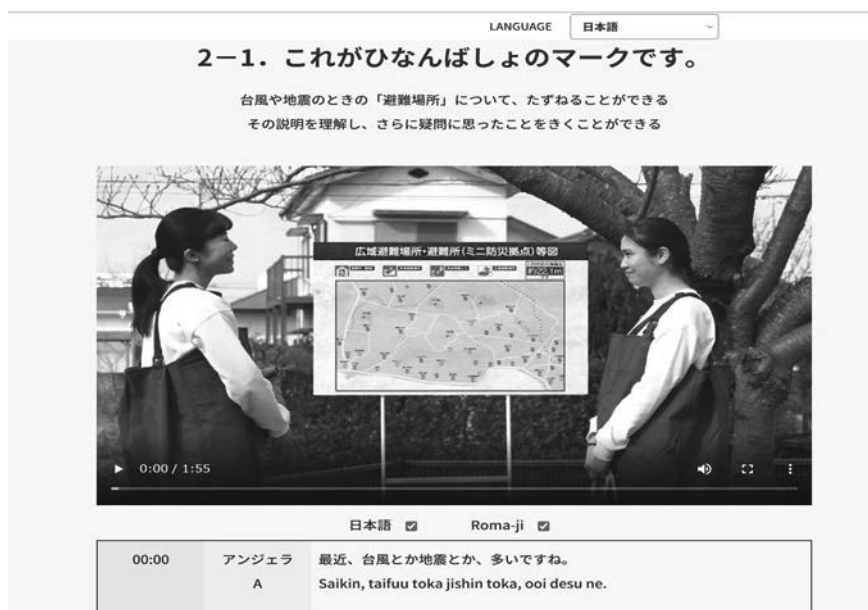 LANGUAGE 日本語
2－1．これがひなんばしょのマークです。
台風や地震のときの「避難場所」について、たずねることができる
その説明を理解し、さらに疑問に思ったことをきくことができる
広域避難場所・避難所(ミニ防災拠点)等図
約22.1m
0:00 / 1:55
日本語 Roma-ji
00:00 アンジェラ 最近、台風とか地震とか、多いですね。
A Saikin, taifuu toka jishin toka, ooi desu ne.